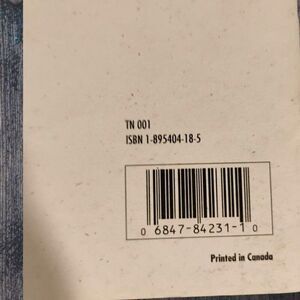 TN 001
ISBN 1-895404-18-5
0 6847-84231-1 0
Printed in Canada